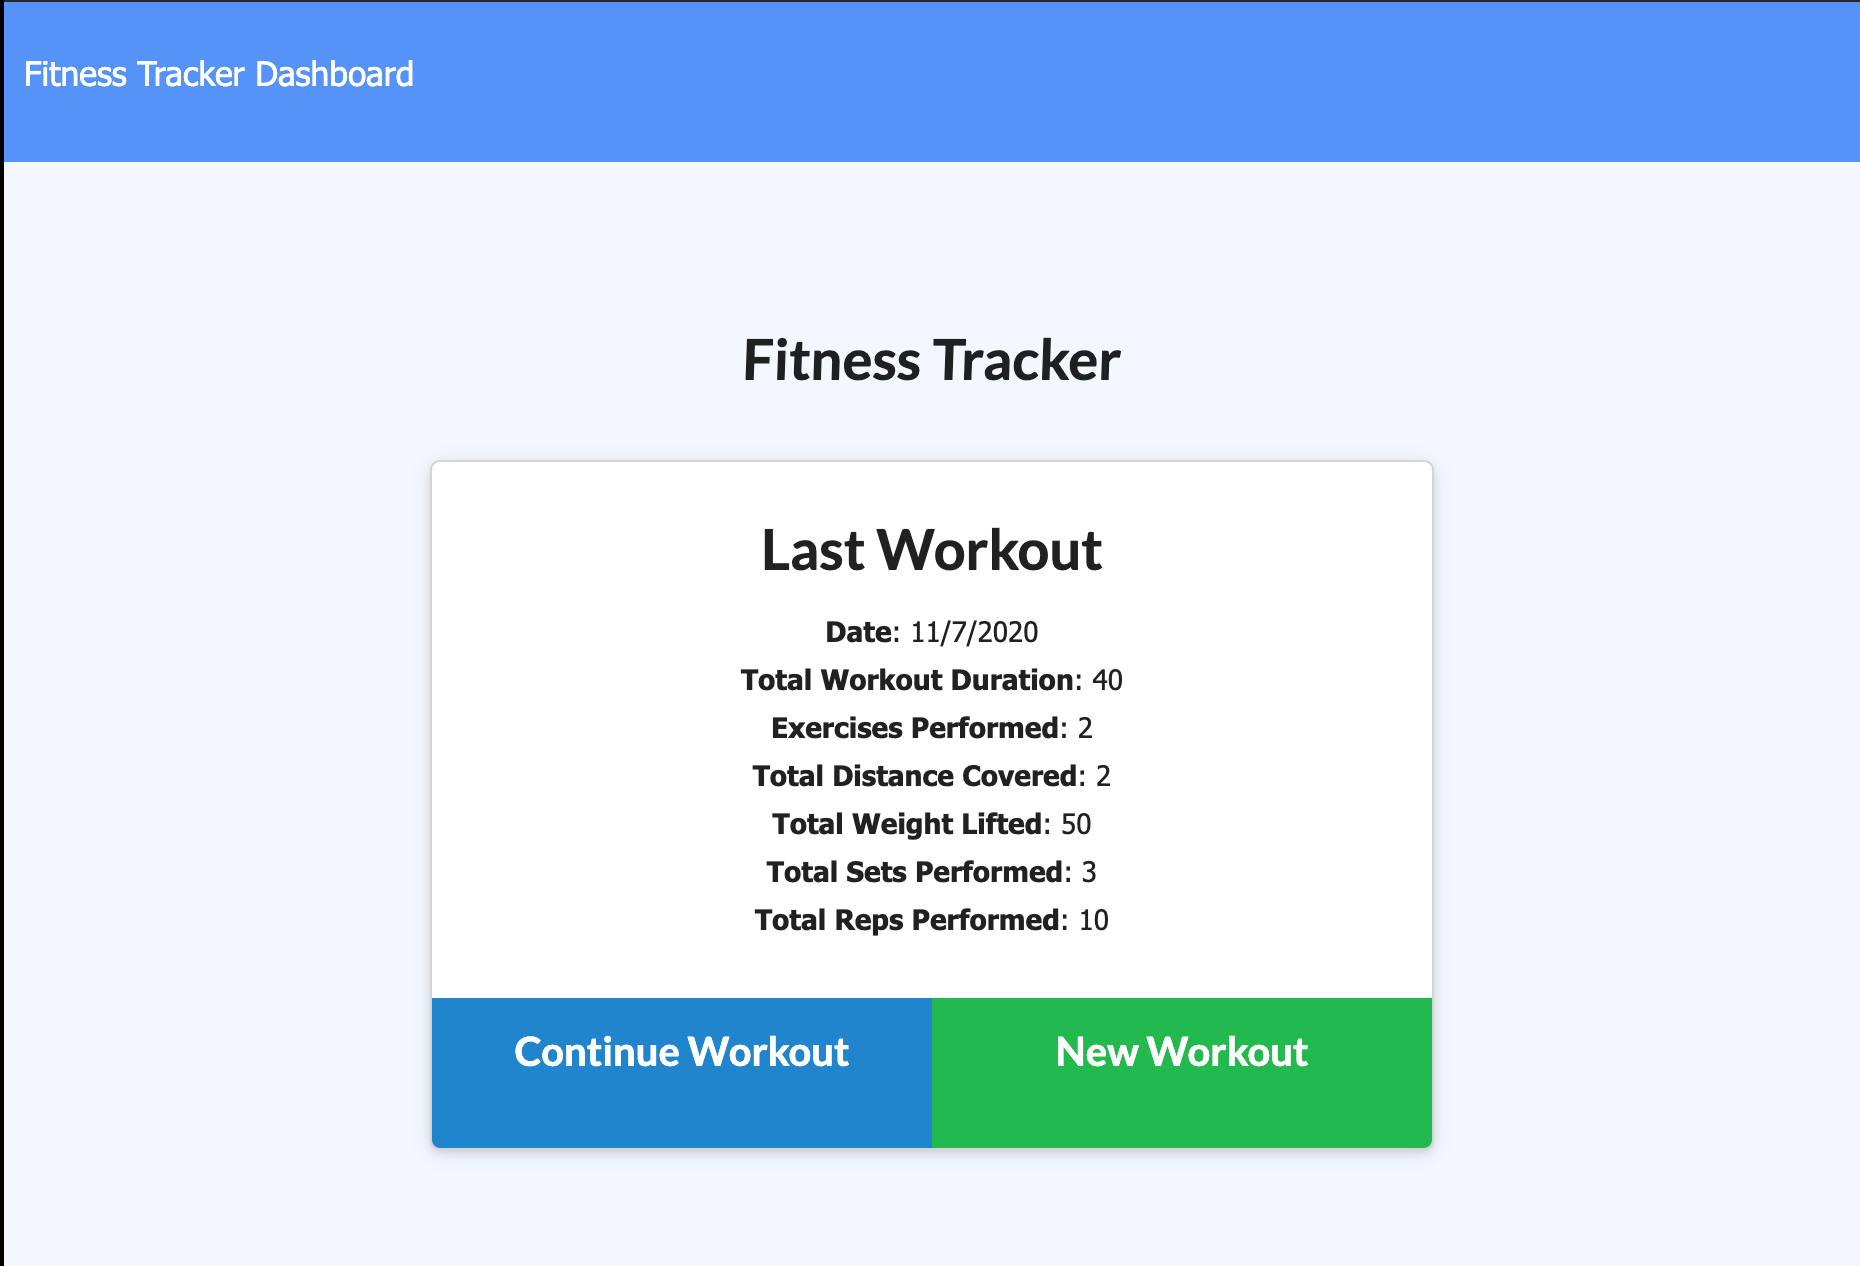 Fitness Tracker Dashboard
Fitness Tracker
Last Workout
Date: 11/7/2020
Total Workout Duration: 40
Exercises Performed: 2
Total Distance Covered: 2
Total Weight Lifted: 50
Total Sets Performed: 3
Total Reps Performed: 10
Continue Workout
New Workout